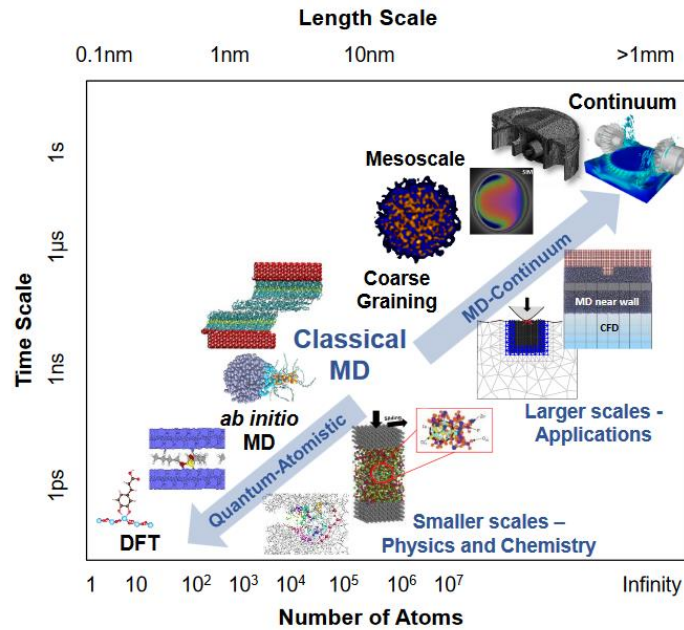 Length Scale
0.1nm 1nm 10nm >1mm
Time Scale
1s
1µs
1ns
1ps
Continuum
Mesoscale
SIM
Coarse
Graining
MD-Continuum
MD near wall
CFD
Classical
MD
ab initio
MD
Larger scales -
Applications
Quantum-Atomistic
Sliding
DFT
Smaller scales –
Physics and Chemistry
1 10 10² 10³ 10⁴ 10⁵ 10⁶ 10⁷ Infinity
Number of Atoms